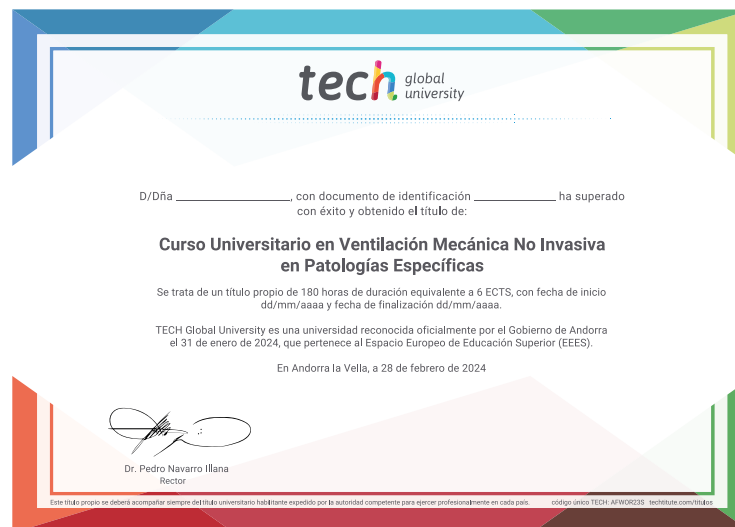 tech global university
D/Dña ______________, con documento de identificación __________ ha superado
con éxito y obtenido el título de:
Curso Universitario en Ventilación Mecánica No Invasiva
en Patologías Específicas
Se trata de un título propio de 180 horas de duración equivalente a 6 ECTS, con fecha de inicio
dd/mm/aaaa y fecha de finalización dd/mm/aaaa.
TECH Global University es una universidad reconocida oficialmente por el Gobierno de Andorra
el 31 de enero de 2024, que pertenece al Espacio Europeo de Educación Superior (EEES).
En Andorra la Vella, a 28 de febrero de 2024
Dr. Pedro Navarro Illana
Rector
Este título propio se deberá acompañar siempre del título universitario habilitante expedido por la autoridad competente para ejercer profesionalmente en cada país. código único TECH: AFWOR23S techtitute.com/titulos